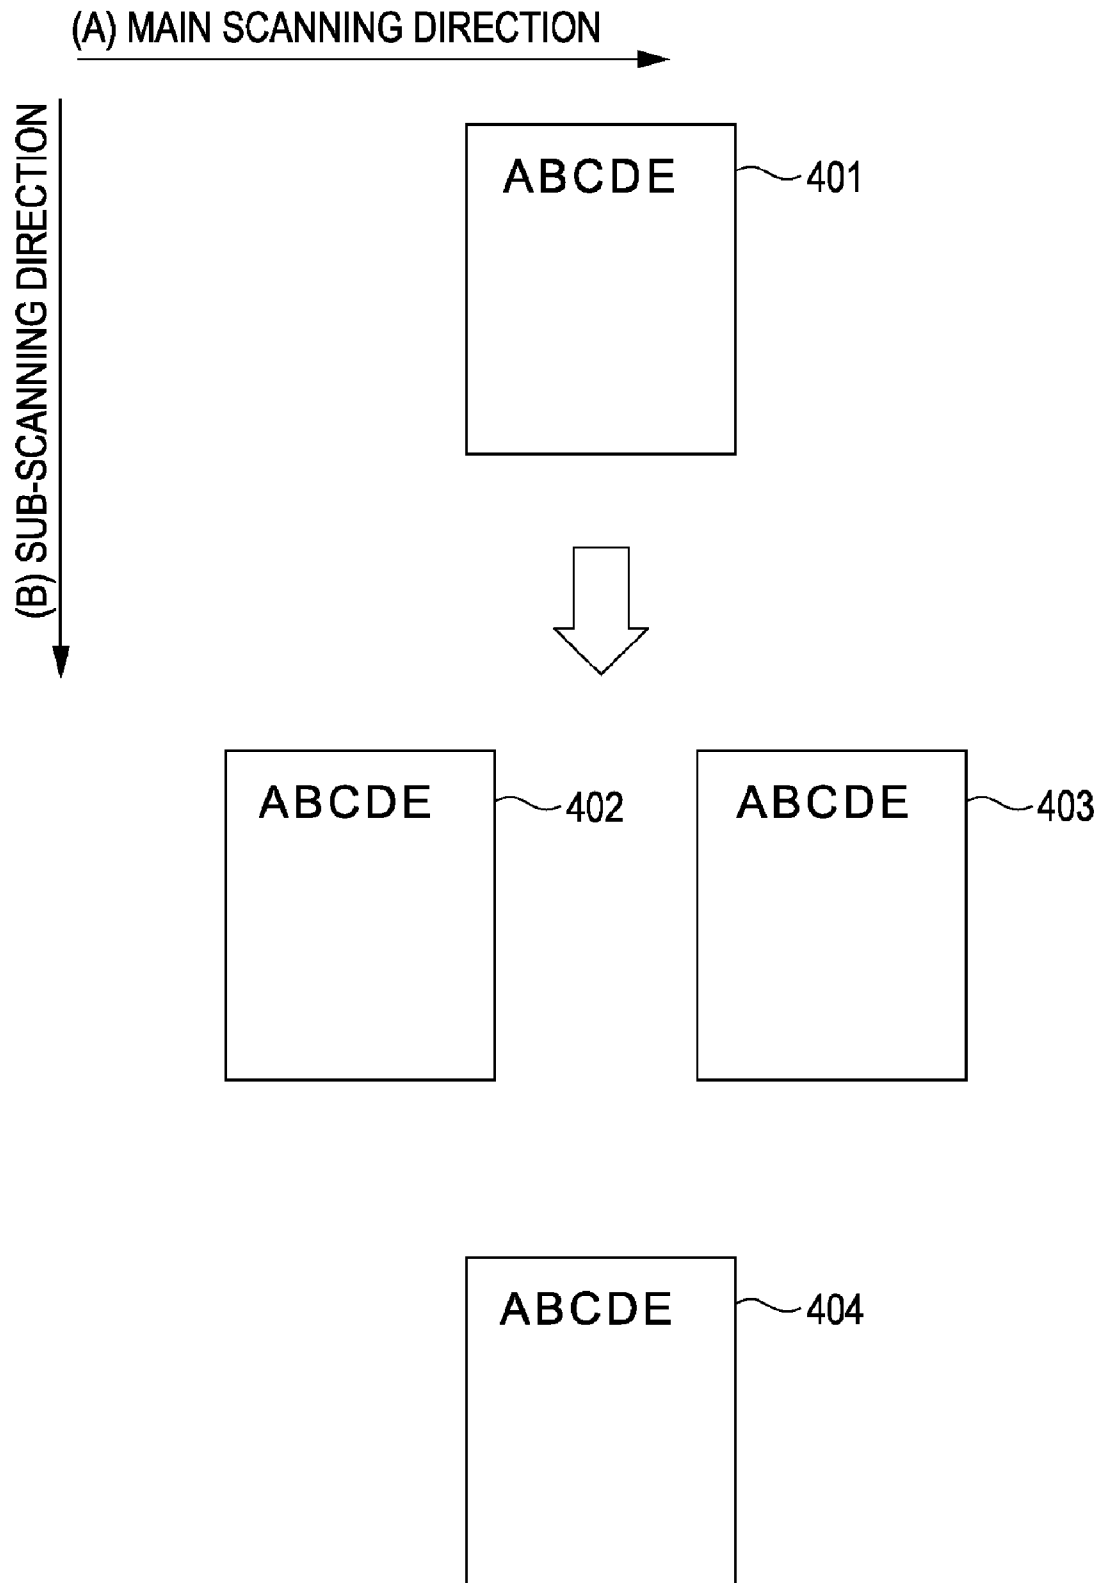 (A) MAIN SCANNING DIRECTION
(B) SUB-SCANNING DIRECTION
ABCDE
401
ABCDE
402
ABCDE
403
ABCDE
404